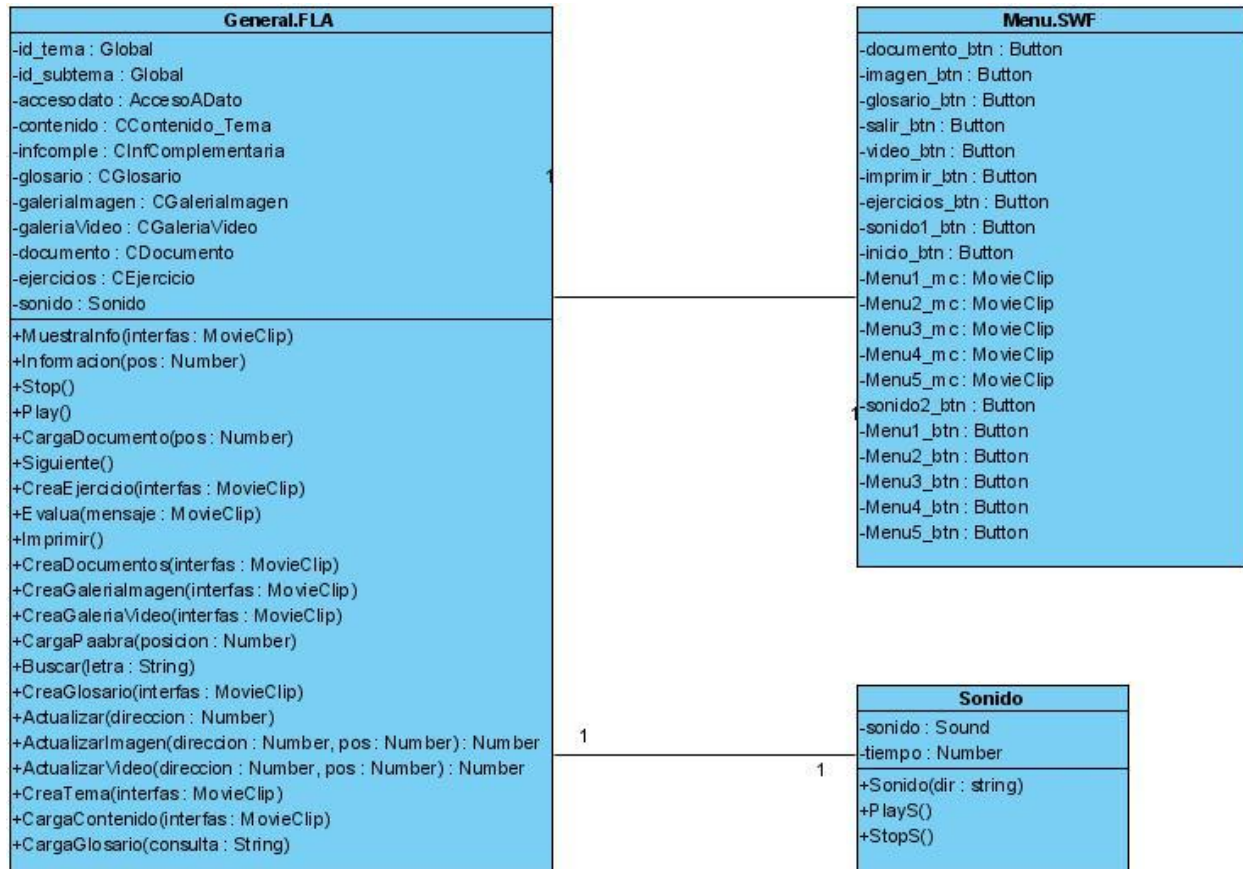 General.FLA
-id_tema : Global
-id_subtema : Global
-accesodato : AccesoADato
-contenido : CContenido_Tema
-infcomple : CInfComplementaria
-glosario : CGlosario
-galeriaImagen : CGaleriaImagen
-galeriaVideo : CGaleriaVideo
-documento : CDocumento
-ejercicios : CEjercicio
-sonido : Sonido
+MuestraInfo(interfas : MovieClip)
+Informacion(pos : Number)
+Stop()
+Play()
+CargaDocumento(pos : Number)
+Siguiente()
+CreaEjercicio(interfas : MovieClip)
+Evalua(mensaje : MovieClip)
+Imprimir()
+CreaDocumentos(interfas : MovieClip)
+CreaGaleriaImagen(interfas : MovieClip)
+CreaGaleriaVideo(interfas : MovieClip)
+CargaPaabra(posicion : Number)
+Buscar(letra : String)
+CreaGlosario(interfas : MovieClip)
+Actualizar(direccion : Number)
+ActualizarImagen(direccion : Number, pos : Number) : Number
+ActualizarVideo(direccion : Number, pos : Number) : Number
+CreaTema(interfas : MovieClip)
+CargaContenido(interfas : MovieClip)
+CargaGlosario(consulta : String)
1
1
Menu.SWF
-documento_btn : Button
-imagen_btn : Button
-glosario_btn : Button
-salir_btn : Button
-video_btn : Button
-imprimir_btn : Button
-ejercicios_btn : Button
-sonido1_btn : Button
-inicio_btn : Button
-Menu1_mc : MovieClip
-Menu2_mc : MovieClip
-Menu3_mc : MovieClip
-Menu4_mc : MovieClip
-Menu5_mc : MovieClip
-sonido2_btn : Button
-Menu1_btn : Button
-Menu2_btn : Button
-Menu3_btn : Button
-Menu4_btn : Button
-Menu5_btn : Button
1
1
Sonido
-sonido : Sound
-tiempo : Number
+Sonido(dir : string)
+PlayS()
+StopS()